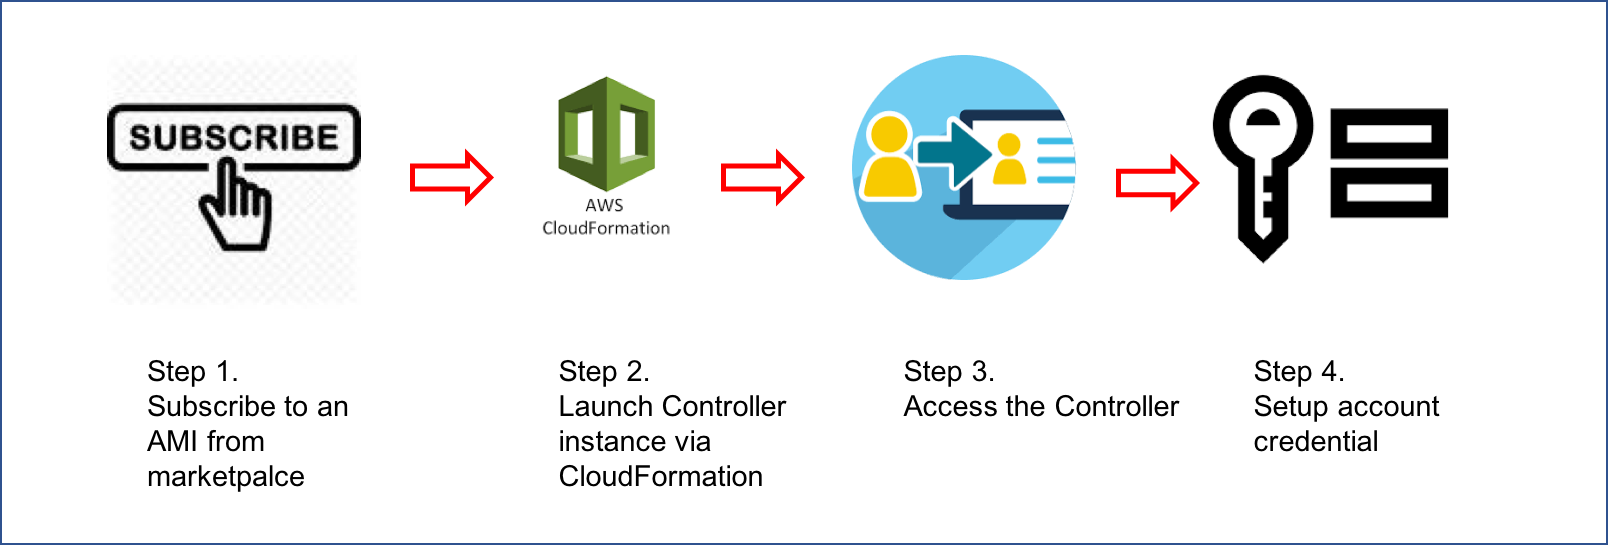 SUBSCRIBE
AWS
CloudFormation
Step 1.
Subscribe to an
AMI from
marketpalce
Step 2.
Launch Controller
instance via
CloudFormation
Step 3.
Access the Controller
Step 4.
Setup account
credential